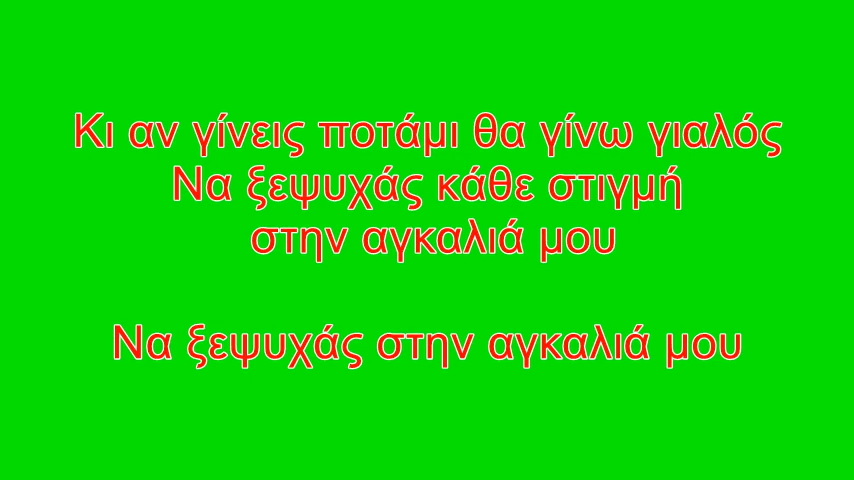 Κι αν γίνεις ποτάμι θα γίνω γιαλός
Να ξεψυχάς κάθε στιγμή
στην αγκαλιά μου
Να ξεψυχάς στην αγκαλιά μου